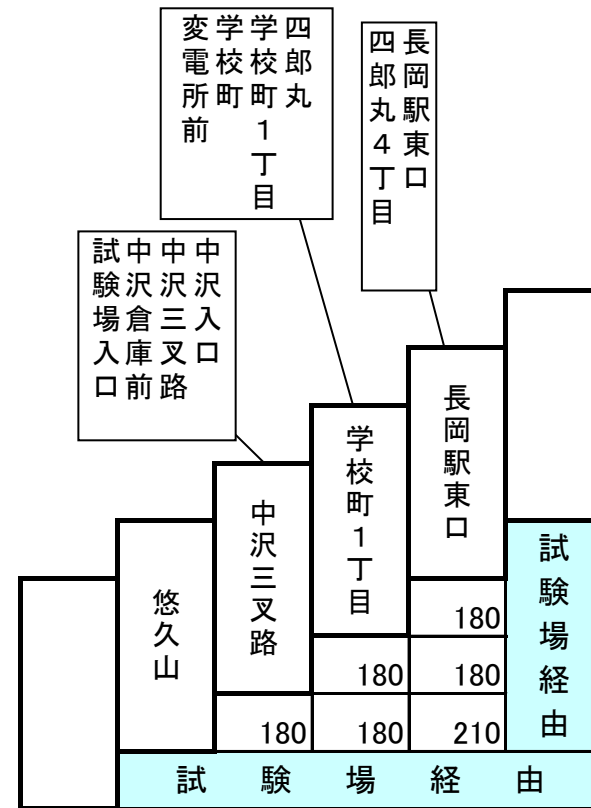 長岡駅東口
四郎丸4丁目
四郎丸
学校町1丁目
学校町
変電所前
中沢入口
中沢三叉路
中沢倉庫前
試験場入口
長岡駅東口
学校町1丁目
中沢三叉路
悠久山
180
180 180
180 180 210
試験場経由
試験場経由